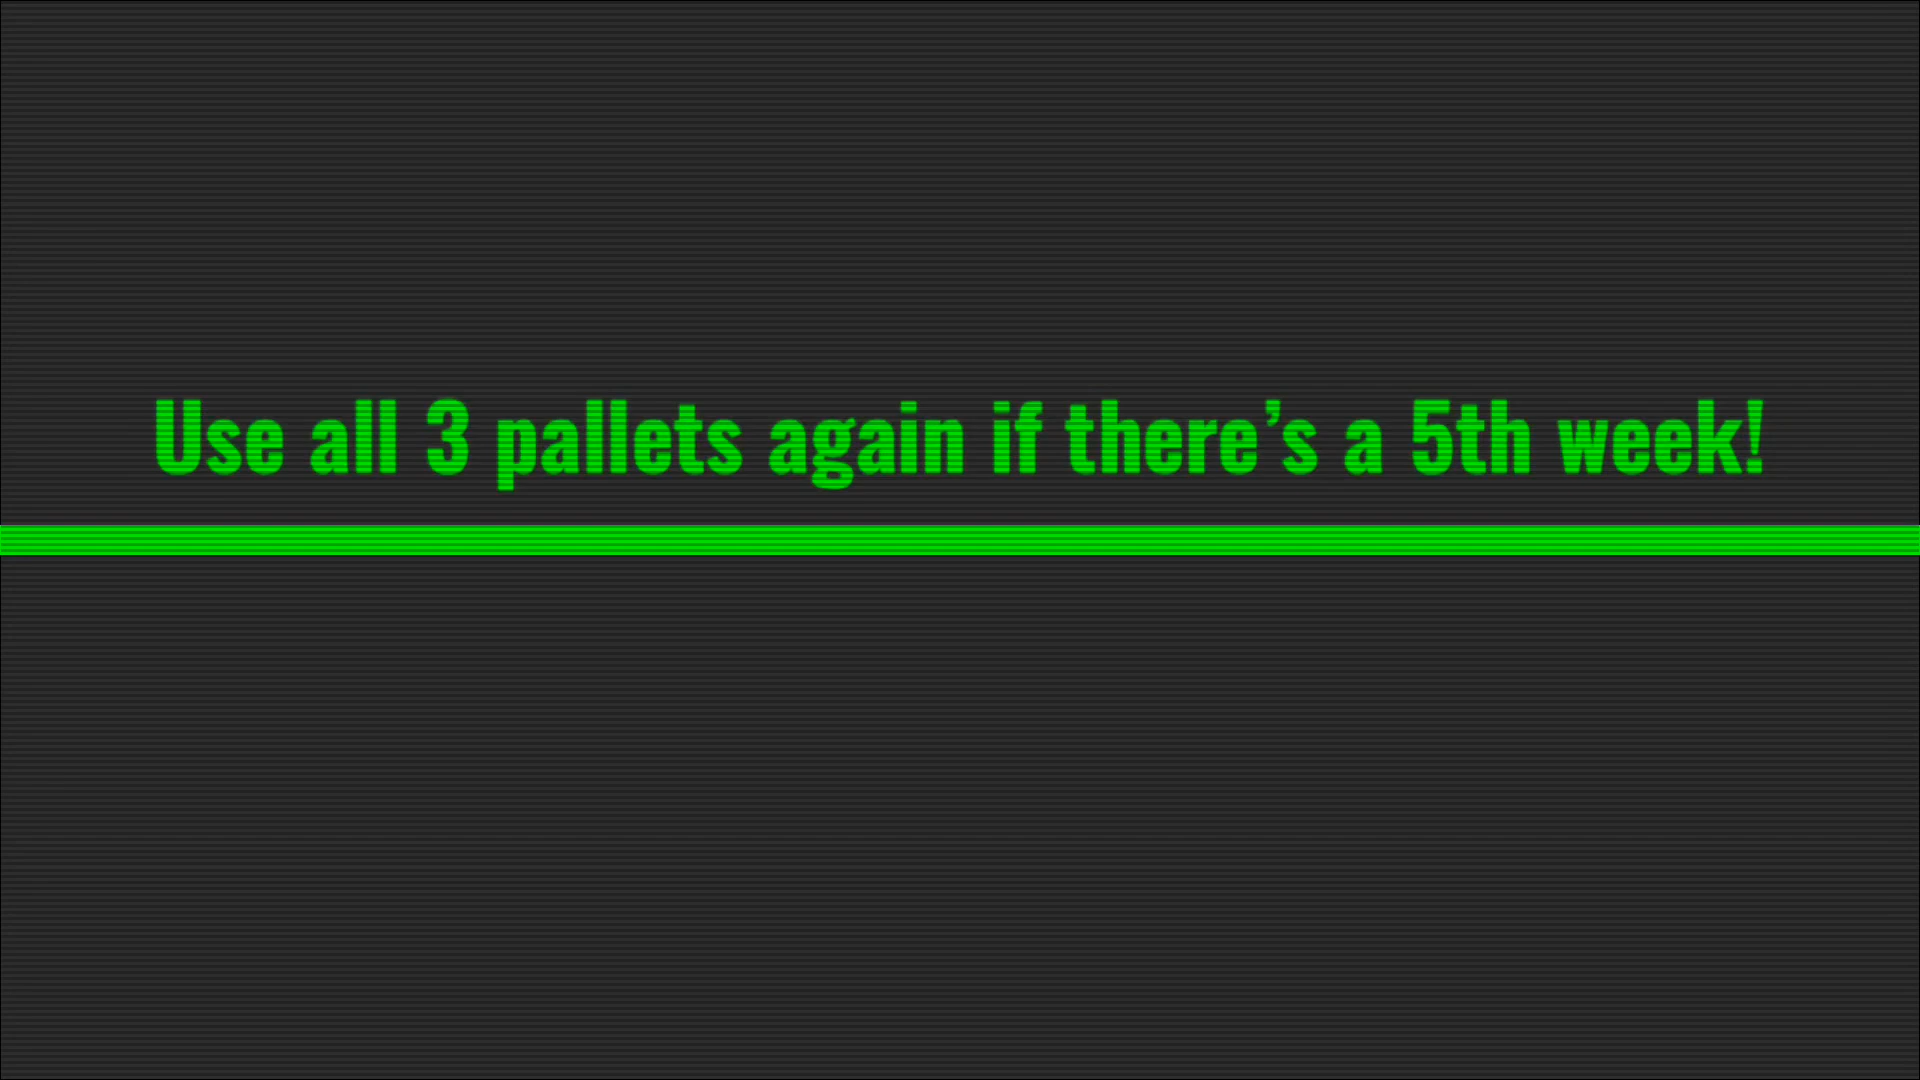 Use all 3 pallets again if there’s a 5th week!